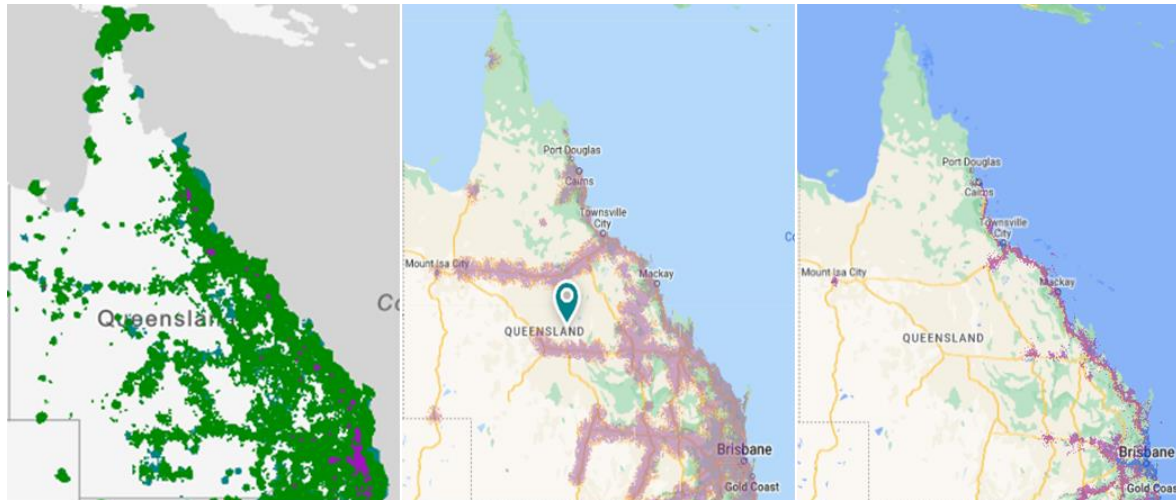 Queensland
Co
Port Douglas
Cairns
Townsville
City
Mount Isa City
Mackay
QUEENSLAND
Brisbane
Gold Coast
Co
Port Douglas
Cairns
Townsville
City
Mount Isa City
Mackay
QUEENSLAND
Brisbane
Gold Coast